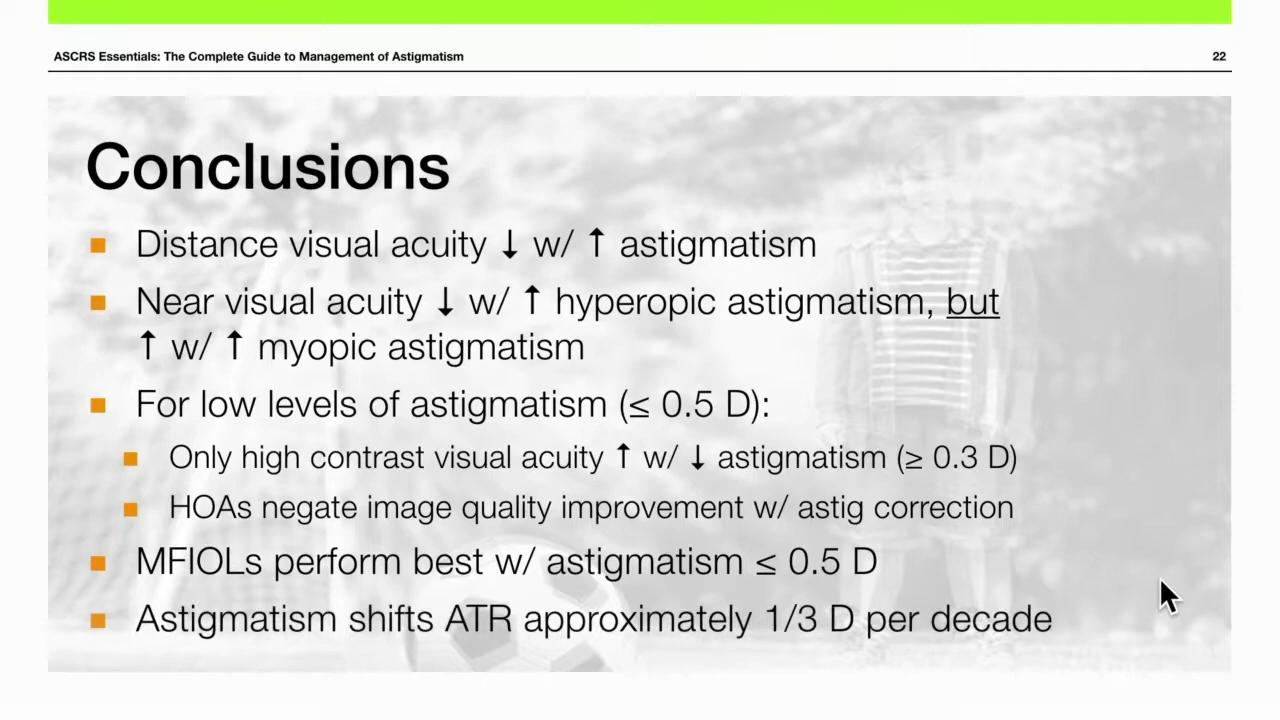 ASCRS Essentials: The Complete Guide to Management of Astigmatism
22
Conclusions
Distance visual acuity ↓ w/ ↑ astigmatism
Near visual acuity ↓ w/ ↑ hyperopic astigmatism, but
↑ w/ ↑ myopic astigmatism
For low levels of astigmatism (≤ 0.5 D):
Only high contrast visual acuity ↑ w/ ↓ astigmatism (≥ 0.3 D)
HOAs negate image quality improvement w/ astig correction
MFIOLs perform best w/ astigmatism ≤ 0.5 D
Astigmatism shifts ATR approximately 1/3 D per decade